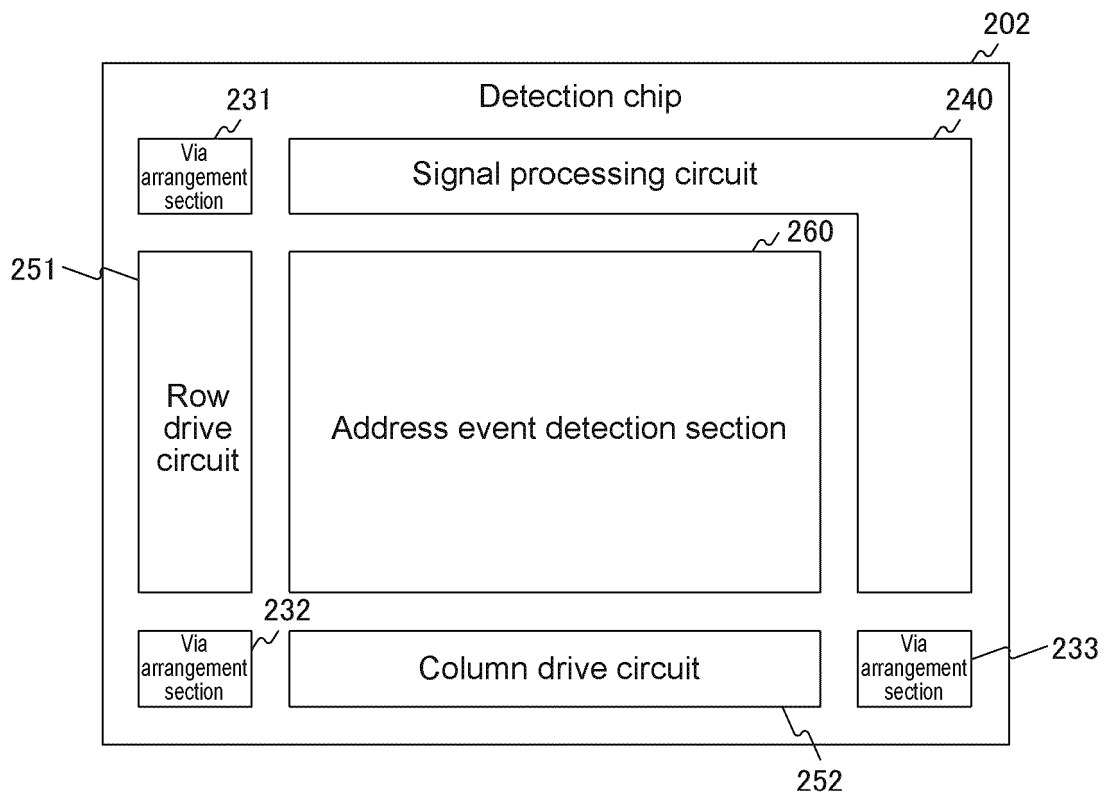 202
Detection chip
231
240
Via
arrangement
section
Signal processing circuit
260
251
Row
drive
circuit
Address event detection section
232
Via
arrangement
section
Column drive circuit
Via
arrangement
section
233
252